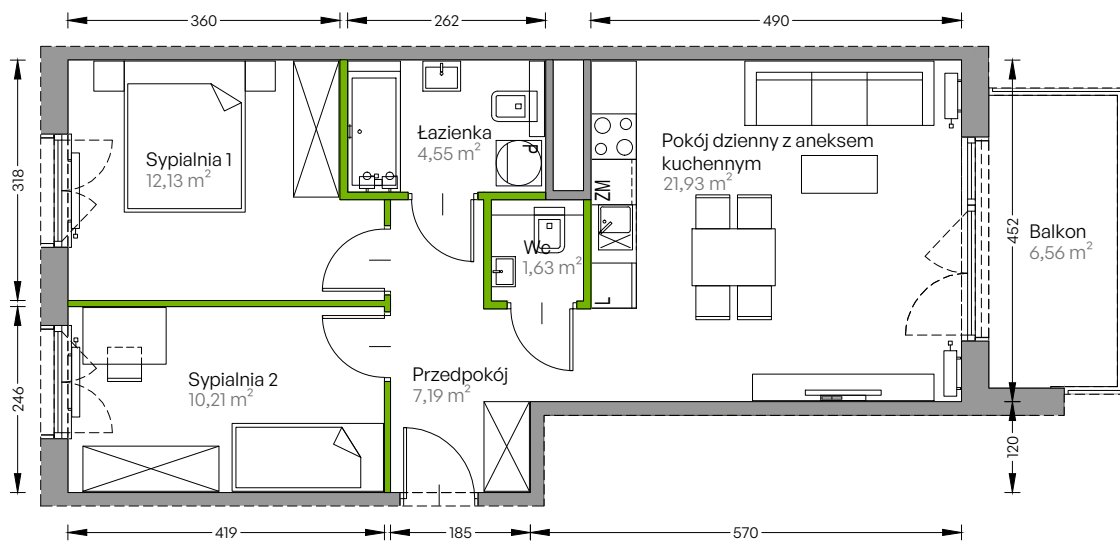 360
262
490
318
246
Sypialnia 1
12,13 m²
Łazienka
4,55 m²
P
Pokój dzienny z aneksem
kuchennym
21,93 m²
ZM
Wc
1,63 m²
L
452
Balkon
6,56 m²
Sypialnia 2
10,21 m²
Przedpokój
7,19 m²
120
419
185
570